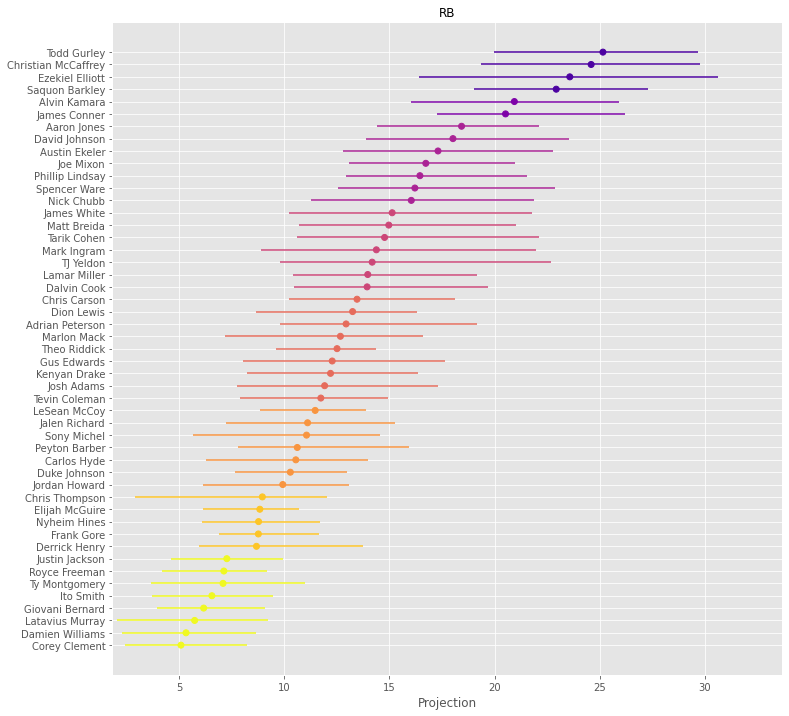 RB
Todd Gurley
Christian McCaffrey
Ezekiel Elliott
Saquon Barkley
Alvin Kamara
James Conner
Aaron Jones
David Johnson
Austin Ekeler
Joe Mixon
Phillip Lindsay
Spencer Ware
Nick Chubb
James White
Matt Breida
Tarik Cohen
Mark Ingram
TJ Yeldon
Lamar Miller
Dalvin Cook
Chris Carson
Dion Lewis
Adrian Peterson
Marlon Mack
Theo Riddick
Gus Edwards
Kenyan Drake
Josh Adams
Tevin Coleman
LeSean McCoy
Jalen Richard
Sony Michel
Peyton Barber
Carlos Hyde
Duke Johnson
Jordan Howard
Chris Thompson
Elijah McGuire
Nyheim Hines
Frank Gore
Derrick Henry
Justin Jackson
Royce Freeman
Ty Montgomery
Ito Smith
Giovani Bernard
Latavius Murray
Damien Williams
Corey Clement
5 10 15 20 25 30
Projection